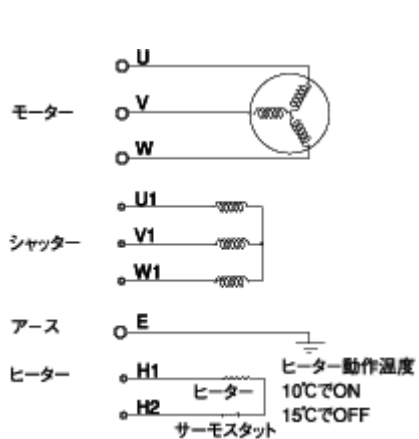 U
モーター
V
W
U1
シャッター
V1
W1
アース
E
ヒーター
H1
ヒーター
H2
サーモスタット
ヒーター動作温度
10℃でON
15℃でOFF